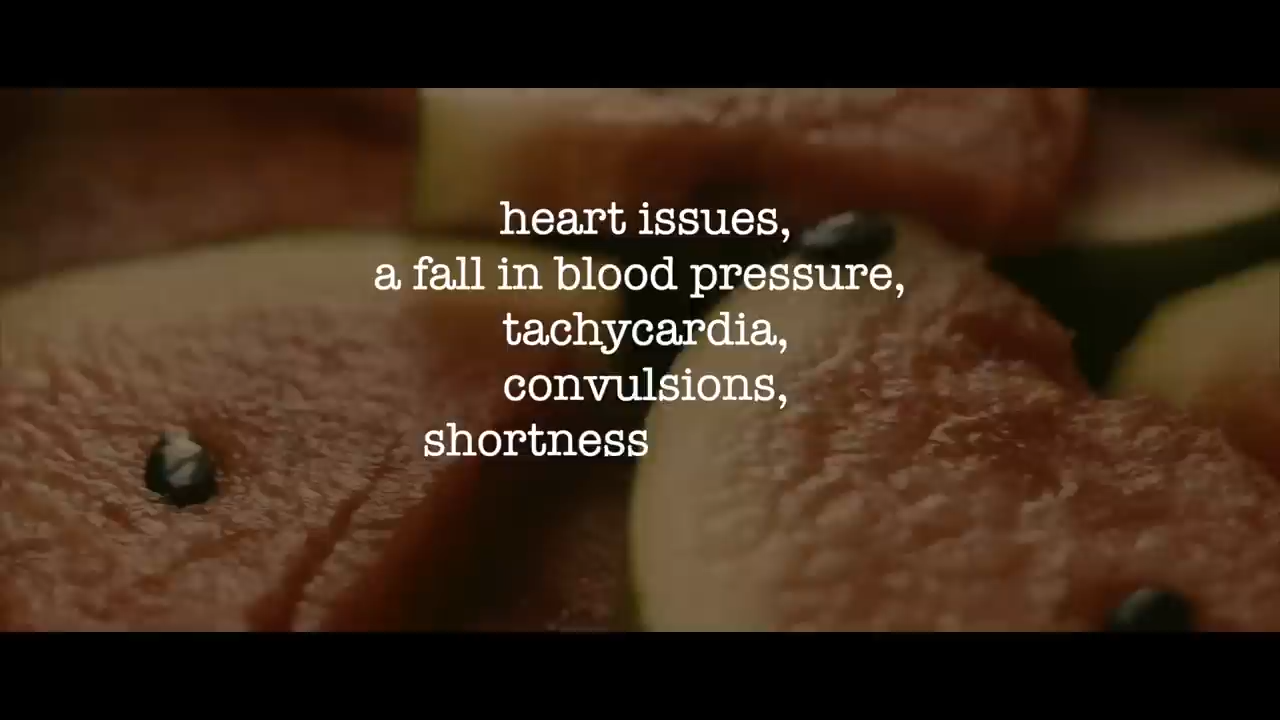 heart issues,
a fall in blood pressure,
tachycardia,
convulsions,
shortness